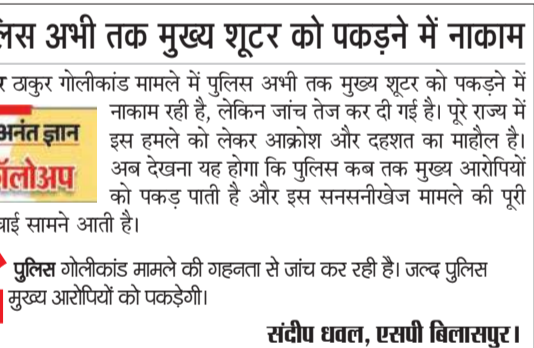 अभी तक मुख्य शूटर को पकड़ने में नाकाम
ठाकुर गोलीकांड मामले में पुलिस अभी तक मुख्य शूटर को पकड़ने में
नाकाम रही है, लेकिन जांच तेज कर दी गई है। पूरे राज्य में
इस हमले को लेकर आक्रोश और दहशत का माहौल है।
अब देखना यह होगा कि पुलिस कब तक मुख्य आरोपियों
को पकड़ पाती है और इस सनसनीखेज मामले की पूरी
सामने आती है।
अनंत ज्ञान
पुलिस गोलीकांड मामले की गहनता से जांच कर रही है। जल्द पुलिस
मुख्य आरोपियों को पकड़ेगी।
संदीप धवल, एसपी बिलासपुर।